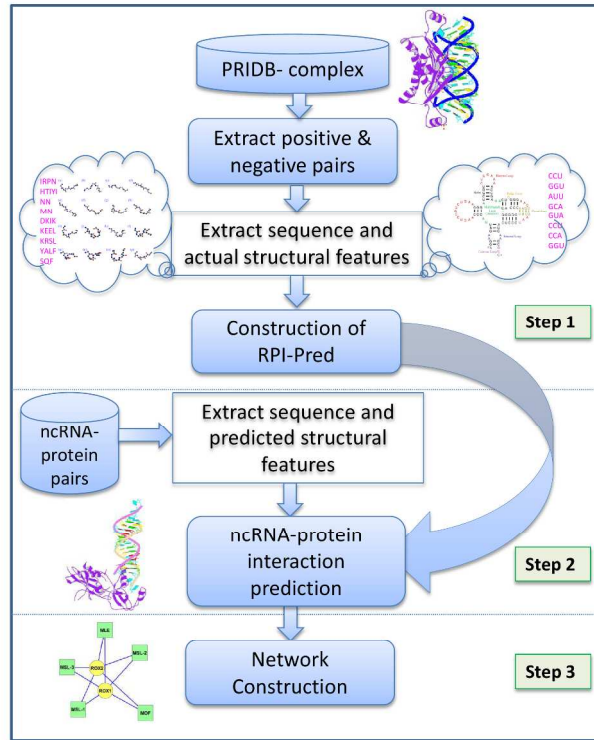 PRIDB- complex
Extract positive &
negative pairs
IRPN
HTIYI
NN
MN
DKIK
KEEL
KRSL
YALF
SQF
Extract sequence and
actual structural features
CCU
GGU
AUU
GCA
GUA
CCU
CCA
GGU
Construction of
RPI-Pred
Step 1
ncRNA-
protein
pairs
Extract sequence and
predicted structural
features
ncRNA-protein
interaction
prediction
Step 2
MLE
MSL-2
MSL-3
ROX2
ROX1
MSL-1
MOF
Network
Construction
Step 3